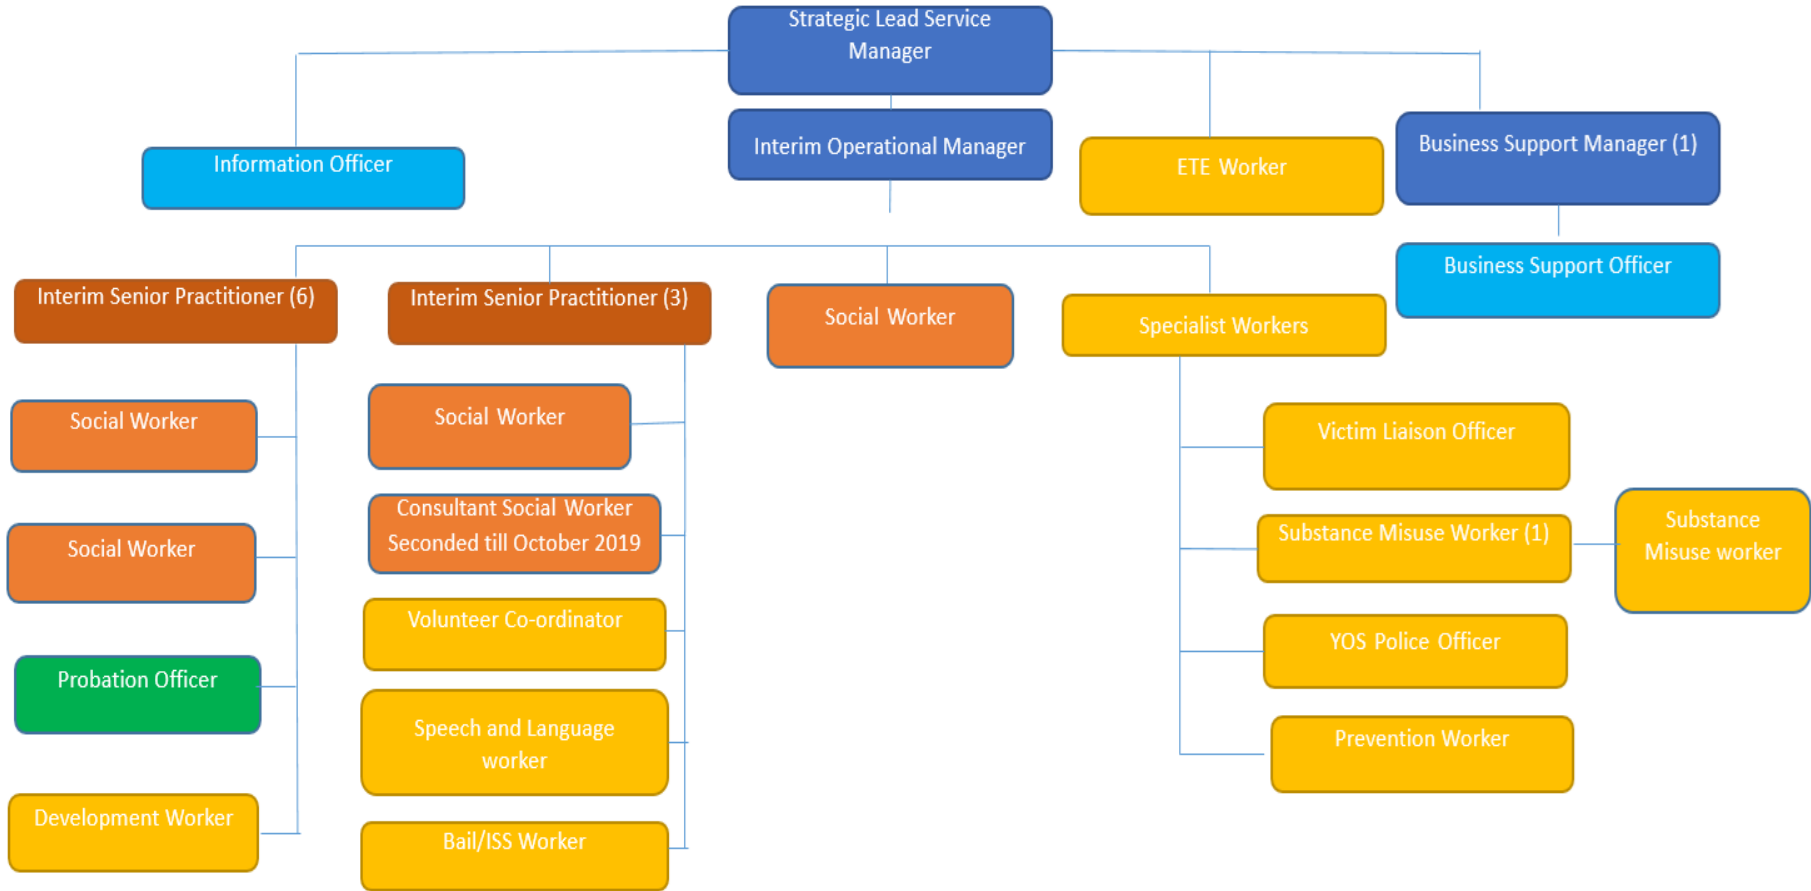 Strategic Lead Service
Manager
Interim Operational Manager
Information Officer
ETE Worker
Business Support Manager (1)
Business Support Officer
Interim Senior Practitioner (6)
Interim Senior Practitioner (3)
Social Worker
Specialist Workers
Social Worker
Social Worker
Probation Officer
Development Worker
Social Worker
Consultant Social Worker
Seconded till October 2019
Volunteer Co-ordinator
Speech and Language
worker
Bail/ISS Worker
Victim Liaison Officer
Substance Misuse Worker (1)
Substance
Misuse worker
YOS Police Officer
Prevention Worker